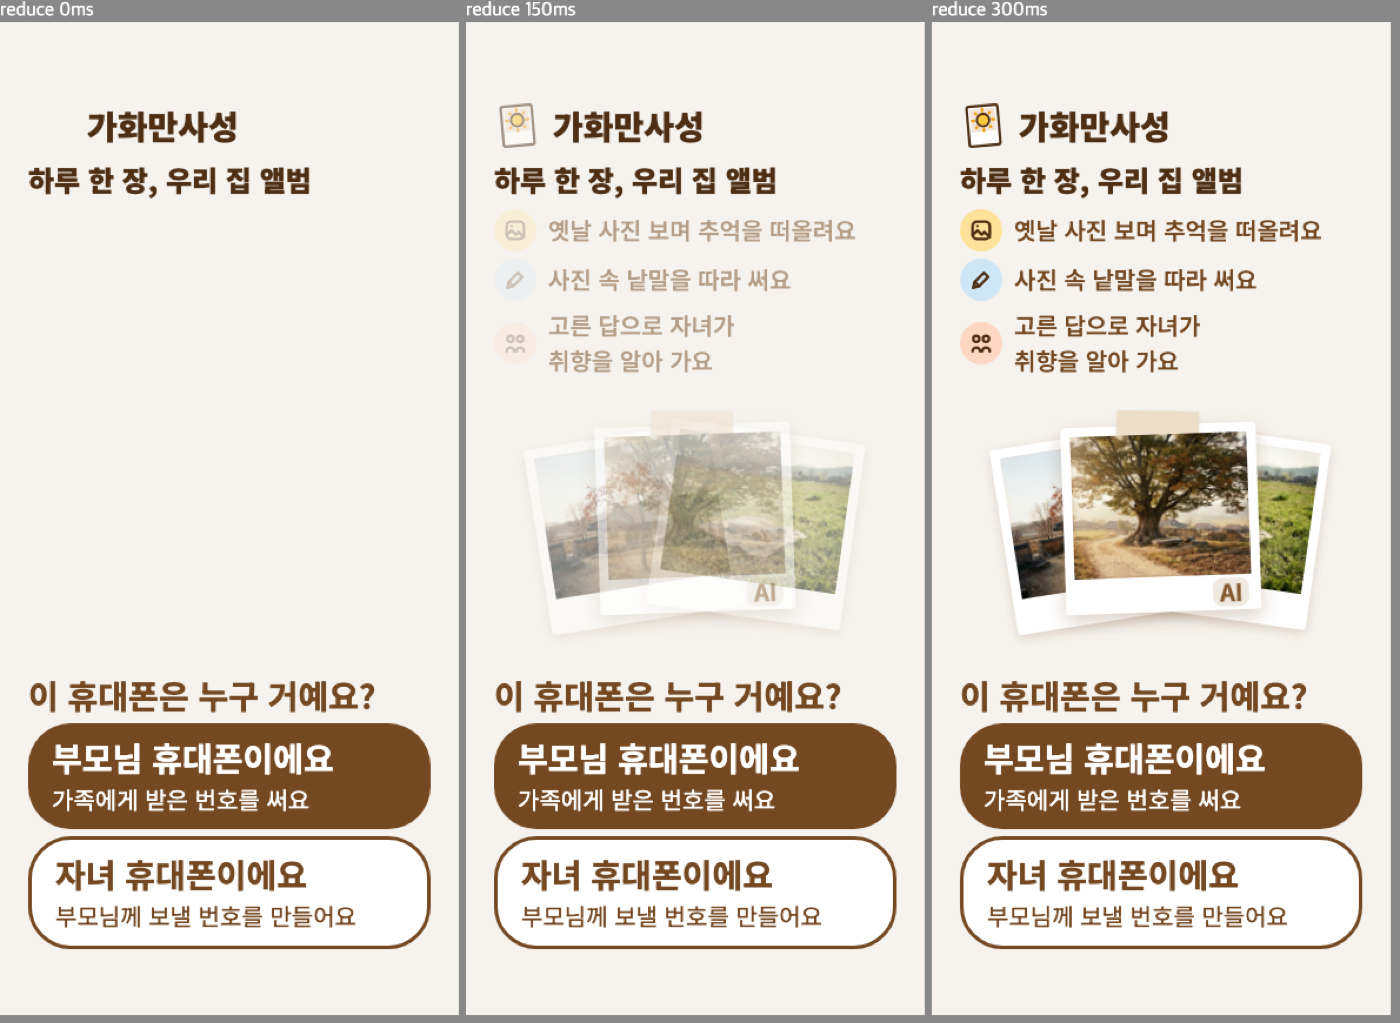 reduce 0ms
가화만사성
하루 한 장, 우리 집 앨범
이 휴대폰은 누구 거예요?
부모님 휴대폰이에요
가족에게 받은 번호를 써요
자녀 휴대폰이에요
부모님께 보낼 번호를 만들어요
reduce 150ms
가화만사성
하루 한 장, 우리 집 앨범
옛날 사진 보며 추억을 떠올려요
사진 속 낱말을 따라 써요
고른 답으로 자녀가
취향을 알아 가요
AI
이 휴대폰은 누구 거예요?
부모님 휴대폰이에요
가족에게 받은 번호를 써요
자녀 휴대폰이에요
부모님께 보낼 번호를 만들어요
reduce 300ms
가화만사성
하루 한 장, 우리 집 앨범
옛날 사진 보며 추억을 떠올려요
사진 속 낱말을 따라 써요
고른 답으로 자녀가
취향을 알아 가요
AI
이 휴대폰은 누구 거예요?
부모님 휴대폰이에요
가족에게 받은 번호를 써요
자녀 휴대폰이에요
부모님께 보낼 번호를 만들어요